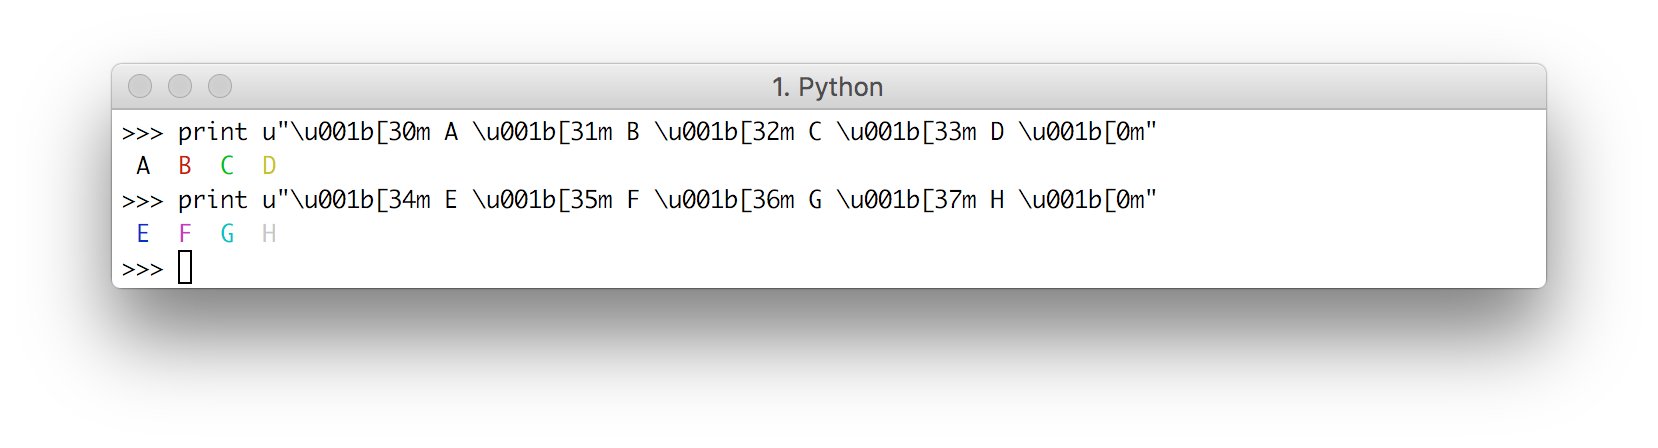 1. Python
>>> print u"\u001b[30m A \u001b[31m B \u001b[32m C \u001b[33m D \u001b[0m"
 A  B  C  D
>>> print u"\u001b[34m E \u001b[35m F \u001b[36m G \u001b[37m H \u001b[0m"
 E  F  G  H
>>>